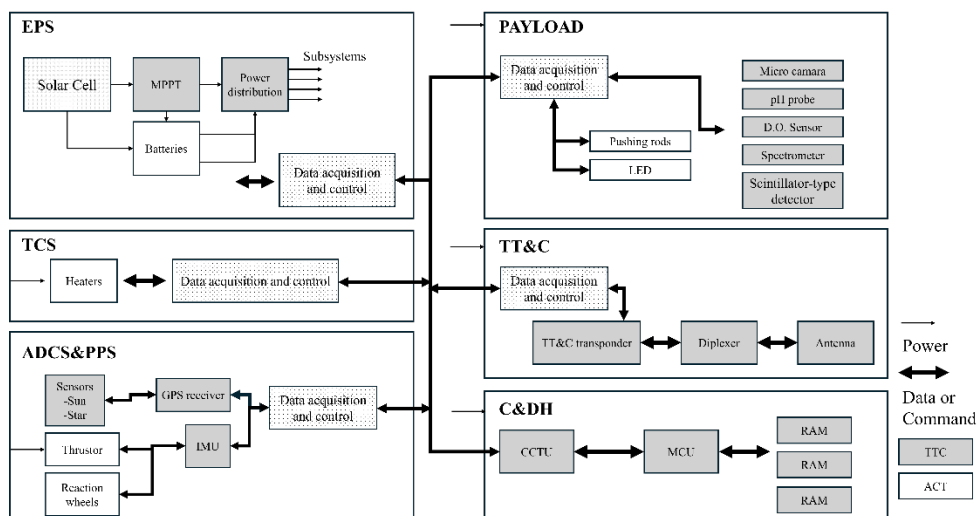 EPS
Subsystems
Solar Cell
MPPT
Power
distribution
Batteries
Data acquisition
and control
TCS
Heaters
Data acquisition and control
ADCS&PPS
Sensors
-Sun
-Star
GPS receiver
Data acquisition
and control
IMU
Thrustor
Reaction
wheels
PAYLOAD
Data acquisition
and control
Micro camara
pH probe
D.O. Sensor
Spectrometer
Scintillator-type
detector
Pushing rods
LED
TT&C
Data acquisition
and control
TT&C transponder
Diplexer
Antenna
C&DH
CCTU
MCU
RAM
RAM
RAM
Power
Data or
Command
TTC
ACT